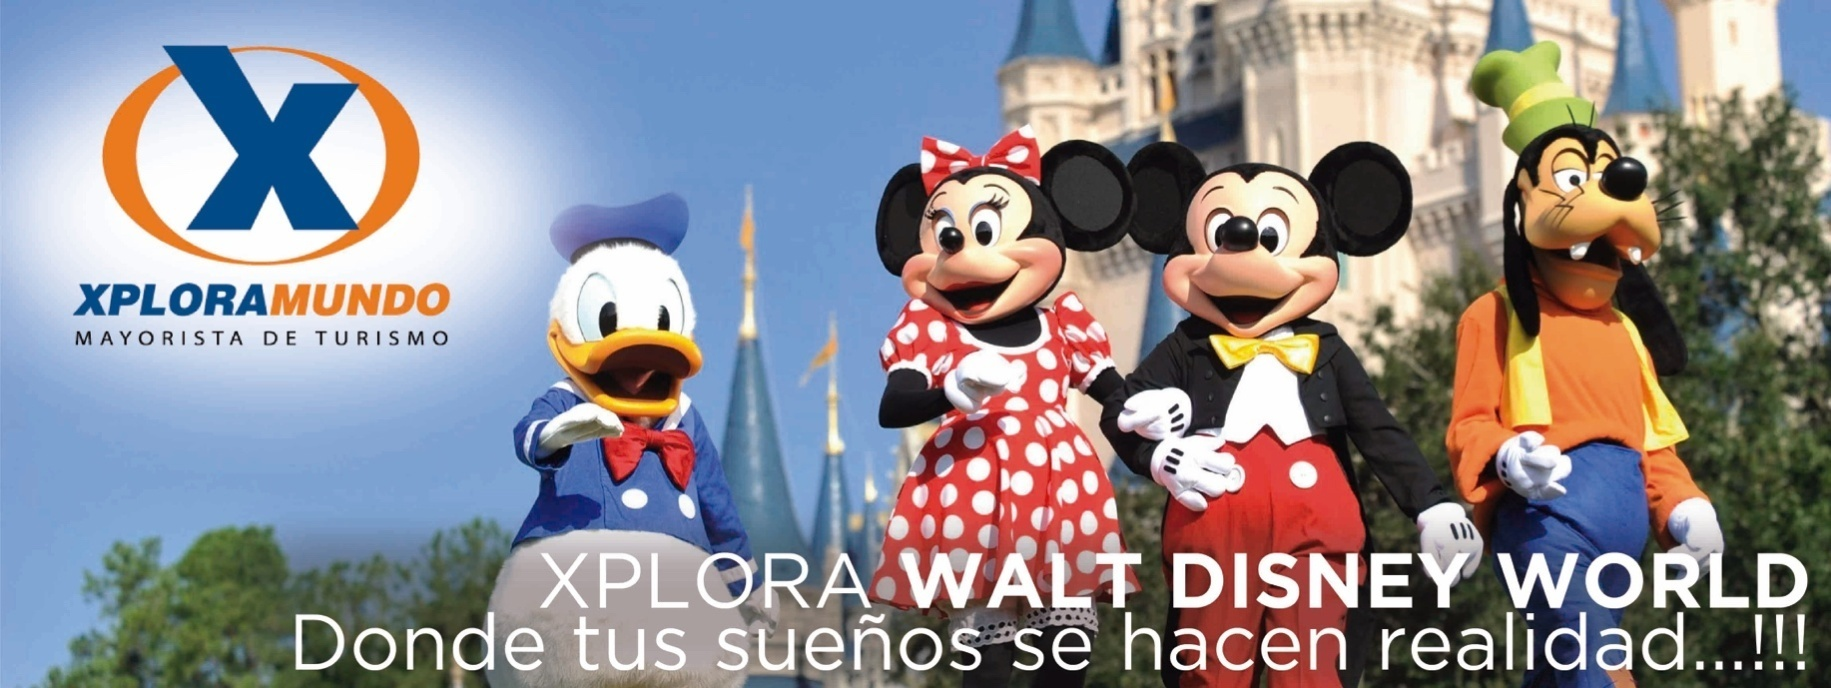 X
XPLORAMUNDO
MAYORISTA DE TURISMO
XPLORA WALT DISNEY WORLD
Donde tus sueños se hacen realidad...!!!